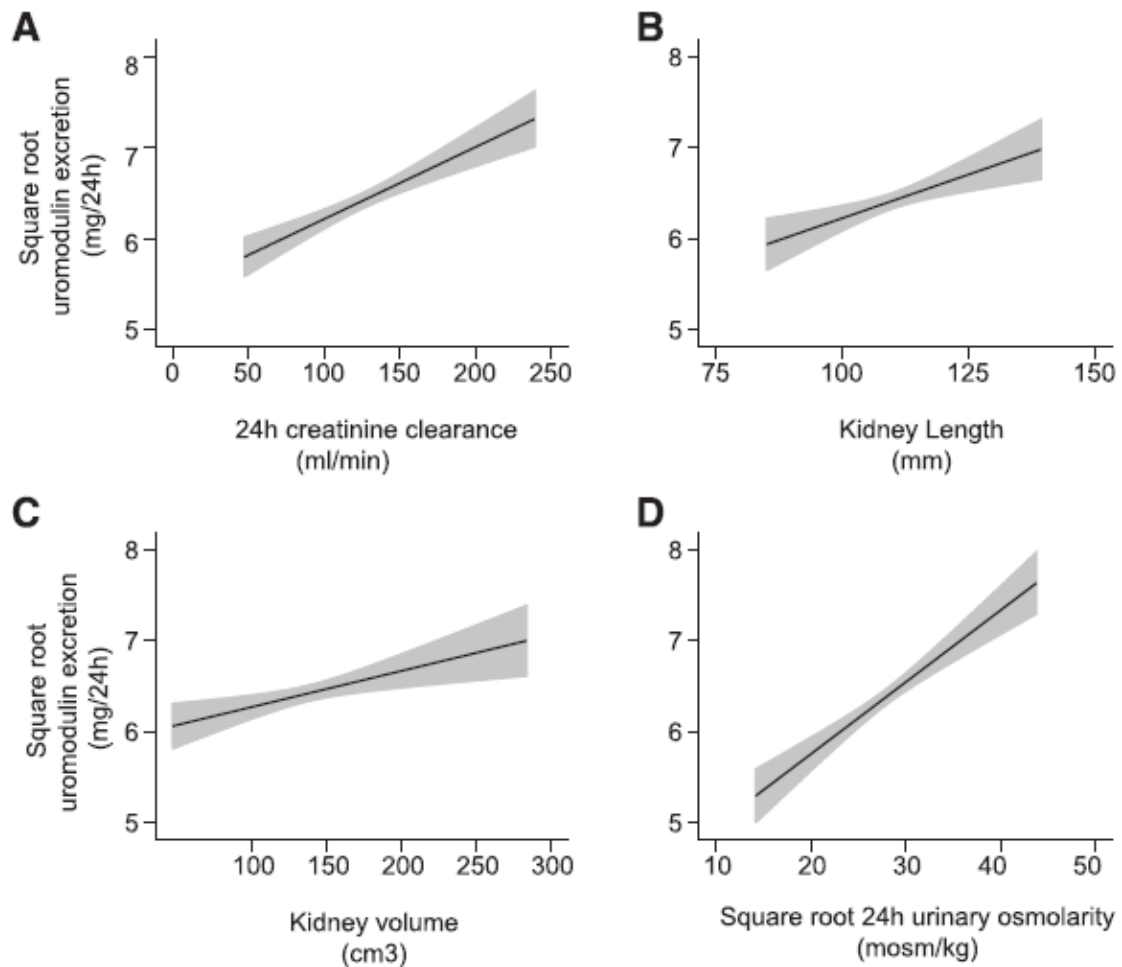 A
Square root
uromodulin excretion
(mg/24h)
8
7
6
5
0 50 100 150 200 250
24h creatinine clearance
(ml/min)
B
8
7
6
5
75 100 125 150
Kidney Length
(mm)
C
Square root
uromodulin excretion
(mg/24h)
8
7
6
5
100 150 200 250 300
Kidney volume
(cm3)
D
8
7
6
5
10 20 30 40 50
Square root 24h urinary osmolarity
(mosm/kg)